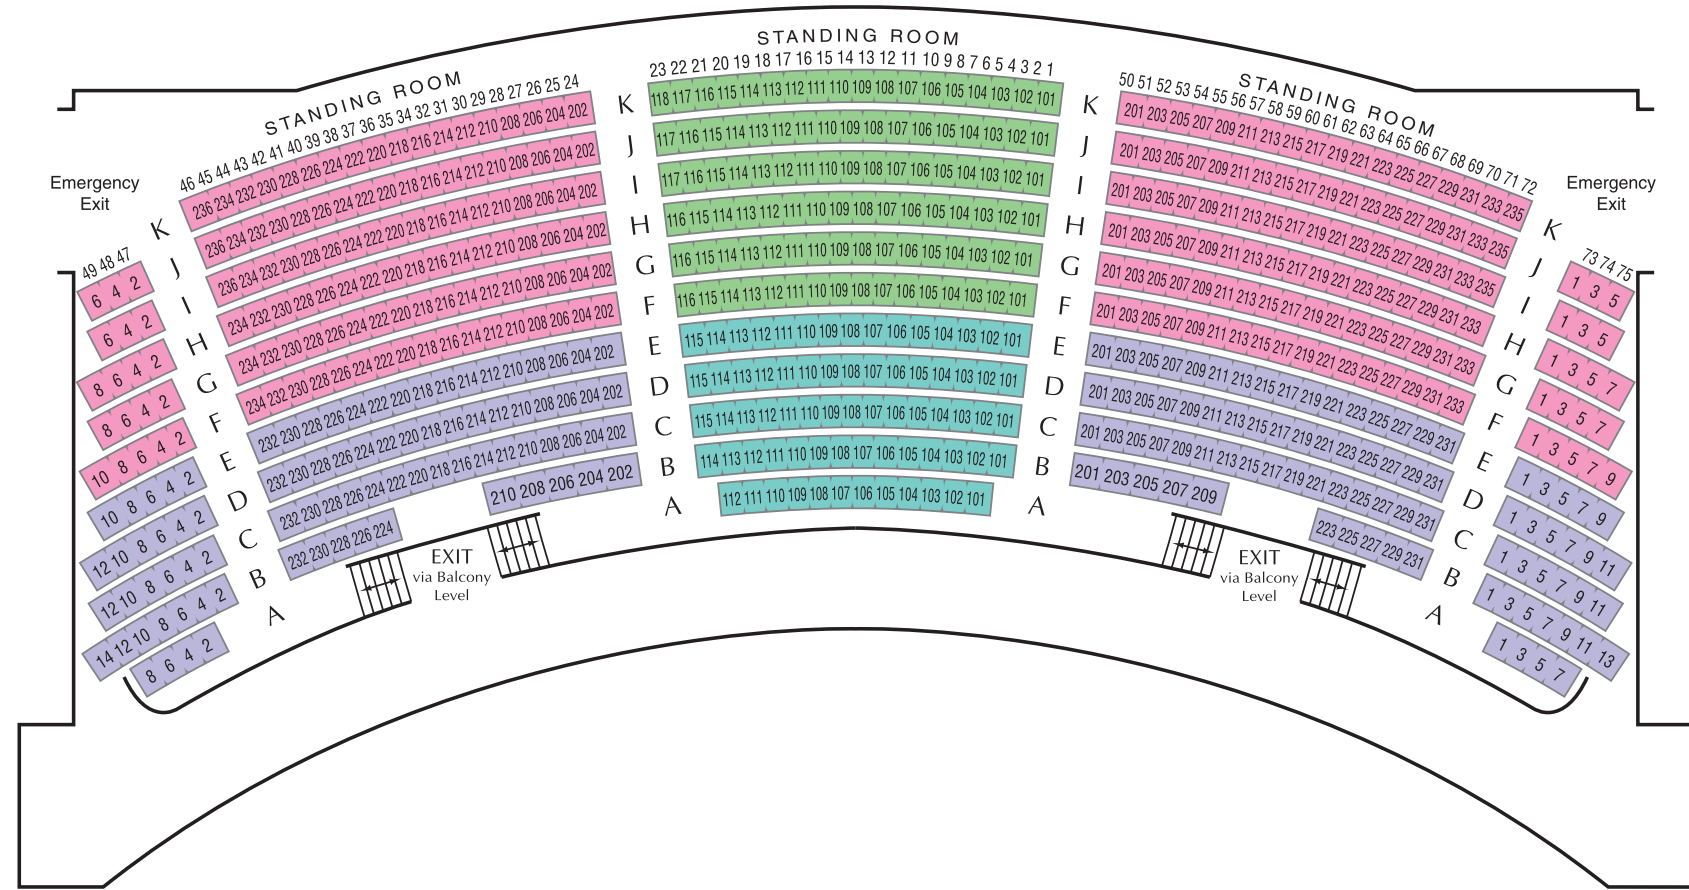 STANDING ROOM
46 45 44 43 42 41 40 39 38 37 36 35 34 32 31 30 29 28 27 26 25 24
STANDING ROOM
23 22 21 20 19 18 17 16 15 14 13 12 11 10 9 8 7 6 5 4 3 2 1
STANDING ROOM
50 51 52 53 54 55 56 57 58 59 60 61 62 63 64 65 66 67 68 69 70 71 72
Emergency
Exit
49 48 47
6 4 2
6 4 2
8 6 4 2
8 6 4 2
10 8 6 4 2
10 8 6 4 2
12 10 8 6 4 2
12 10 8 6 4 2
14 12 10 8 6 4 2
8 6 4 2
K
J
I
H
G
F
E
D
C
B
A
236 234 232 230 228 226 224 222 220 218 216 214 212 210 208 206 204 202
236 234 232 230 228 226 224 222 220 218 216 214 212 210 208 206 204 202
236 234 232 230 228 226 224 222 220 218 216 214 212 210 208 206 204 202
234 232 230 228 226 224 222 220 218 216 214 212 210 208 206 204 202
234 232 230 228 226 224 222 220 218 216 214 212 210 208 206 204 202
234 232 230 228 226 224 222 220 218 216 214 212 210 208 206 204 202
232 230 228 226 224 222 220 218 216 214 212 210 208 206 204 202
232 230 228 226 224 222 220 218 216 214 212 210 208 206 204 202
232 230 228 226 224 222 220 218 216 214 212 210 208 206 204 202
232 230 228 226 224
210 208 206 204 202
EXIT
via Balcony
Level
K
J
I
H
G
F
E
D
C
B
A
118 117 116 115 114 113 112 111 110 109 108 107 106 105 104 103 102 101
117 116 115 114 113 112 111 110 109 108 107 106 105 104 103 102 101
117 116 115 114 113 112 111 110 109 108 107 106 105 104 103 102 101
116 115 114 113 112 111 110 109 108 107 106 105 104 103 102 101
116 115 114 113 112 111 110 109 108 107 106 105 104 103 102 101
116 115 114 113 112 111 110 109 108 107 106 105 104 103 102 101
115 114 113 112 111 110 109 108 107 106 105 104 103 102 101
115 114 113 112 111 110 109 108 107 106 105 104 103 102 101
115 114 113 112 111 110 109 108 107 106 105 104 103 102 101
114 113 112 111 110 109 108 107 106 105 104 103 102 101
112 111 110 109 108 107 106 105 104 103 102 101
K
J
I
H
G
F
E
D
C
B
A
201 203 205 207 209 211 213 215 217 219 221 223 225 227 229 231 233 235
201 203 205 207 209 211 213 215 217 219 221 223 225 227 229 231 233 235
201 203 205 207 209 211 213 215 217 219 221 223 225 227 229 231 233 235
201 203 205 207 209 211 213 215 217 219 221 223 225 227 229 231 233
201 203 205 207 209 211 213 215 217 219 221 223 225 227 229 231 233
201 203 205 207 209 211 213 215 217 219 221 223 225 227 229 231 233
201 203 205 207 209 211 213 215 217 219 221 223 225 227 229 231
201 203 205 207 209 211 213 215 217 219 221 223 225 227 229 231
201 203 205 207 209 211 213 215 217 219 221 223 225 227 229 231
201 203 205 207 209
223 225 227 229 231
EXIT
via Balcony
Level
K
J
I
H
G
F
E
D
C
B
A
Emergency
Exit
73 74 75
1 3 5
1 3 5
1 3 5 7
1 3 5 7
1 3 5 7 9
1 3 5 7 9
1 3 5 7 9 11
1 3 5 7 9 11
1 3 5 7 9 11 13
1 3 5 7